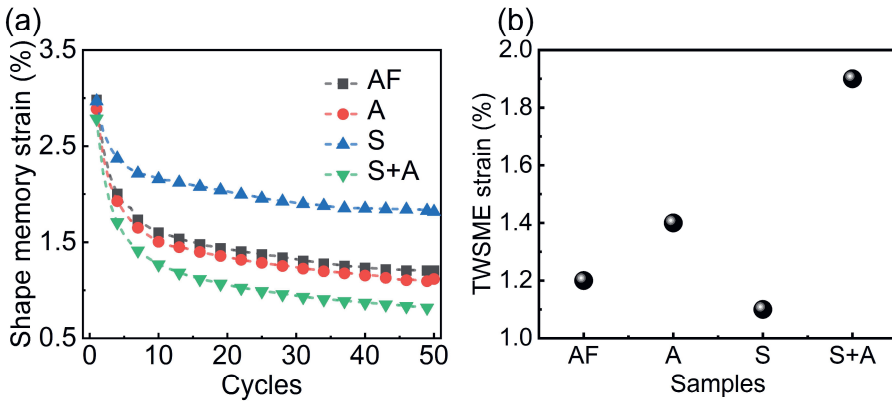 (a)
Shape memory strain (%)
3.5
2.5
1.5
0.5
AF
A
S
S+A
0 10 20 30 40 50
Cycles
(b)
TWSME strain (%)
2.0
1.8
1.6
1.4
1.2
1.0
AF A S S+A
Samples